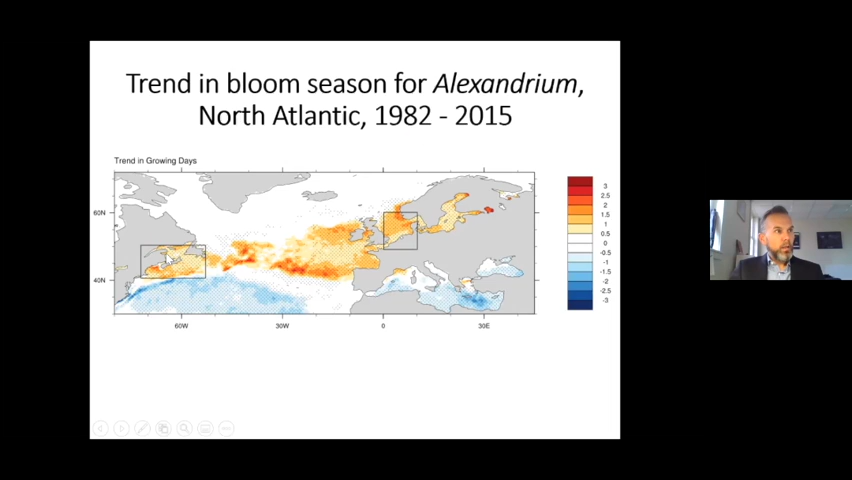 Trend in bloom season for Alexandrium,
North Atlantic, 1982 - 2015
Trend in Growing Days
60N
40N
60W
30W
0
30E
3
2.5
2
1.5
1
0.5
0
-0.5
-1
-1.5
-2
-2.5
-3